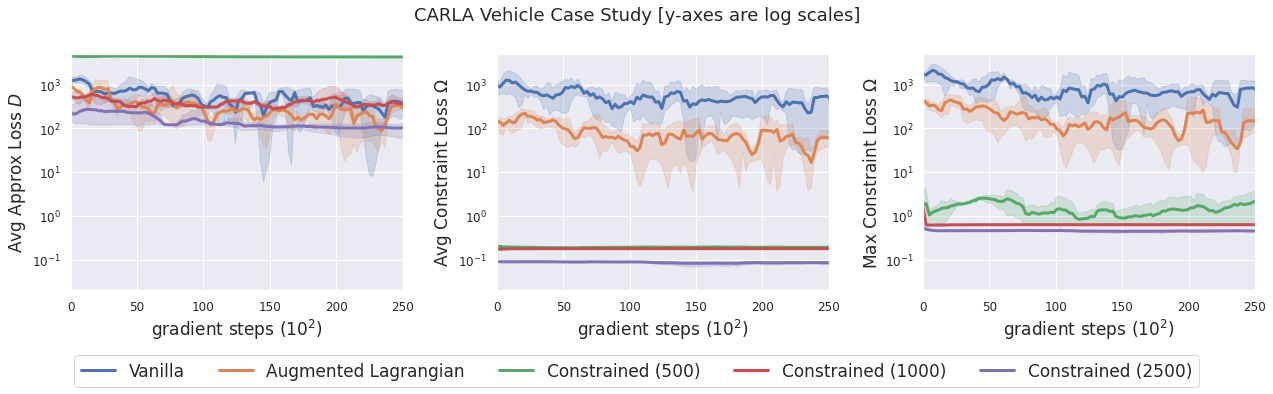 CARLA Vehicle Case Study [y-axes are log scales]
Avg Approx Loss D
10³
10²
10¹
10⁰
10⁻¹
0 50 100 150 200 250
gradient steps (10²)
Avg Constraint Loss Ω
10³
10²
10¹
10⁰
10⁻¹
0 50 100 150 200 250
gradient steps (10²)
Max Constraint Loss Ω
10³
10²
10¹
10⁰
10⁻¹
0 50 100 150 200 250
gradient steps (10²)
Vanilla Augmented Lagrangian Constrained (500) Constrained (1000) Constrained (2500)